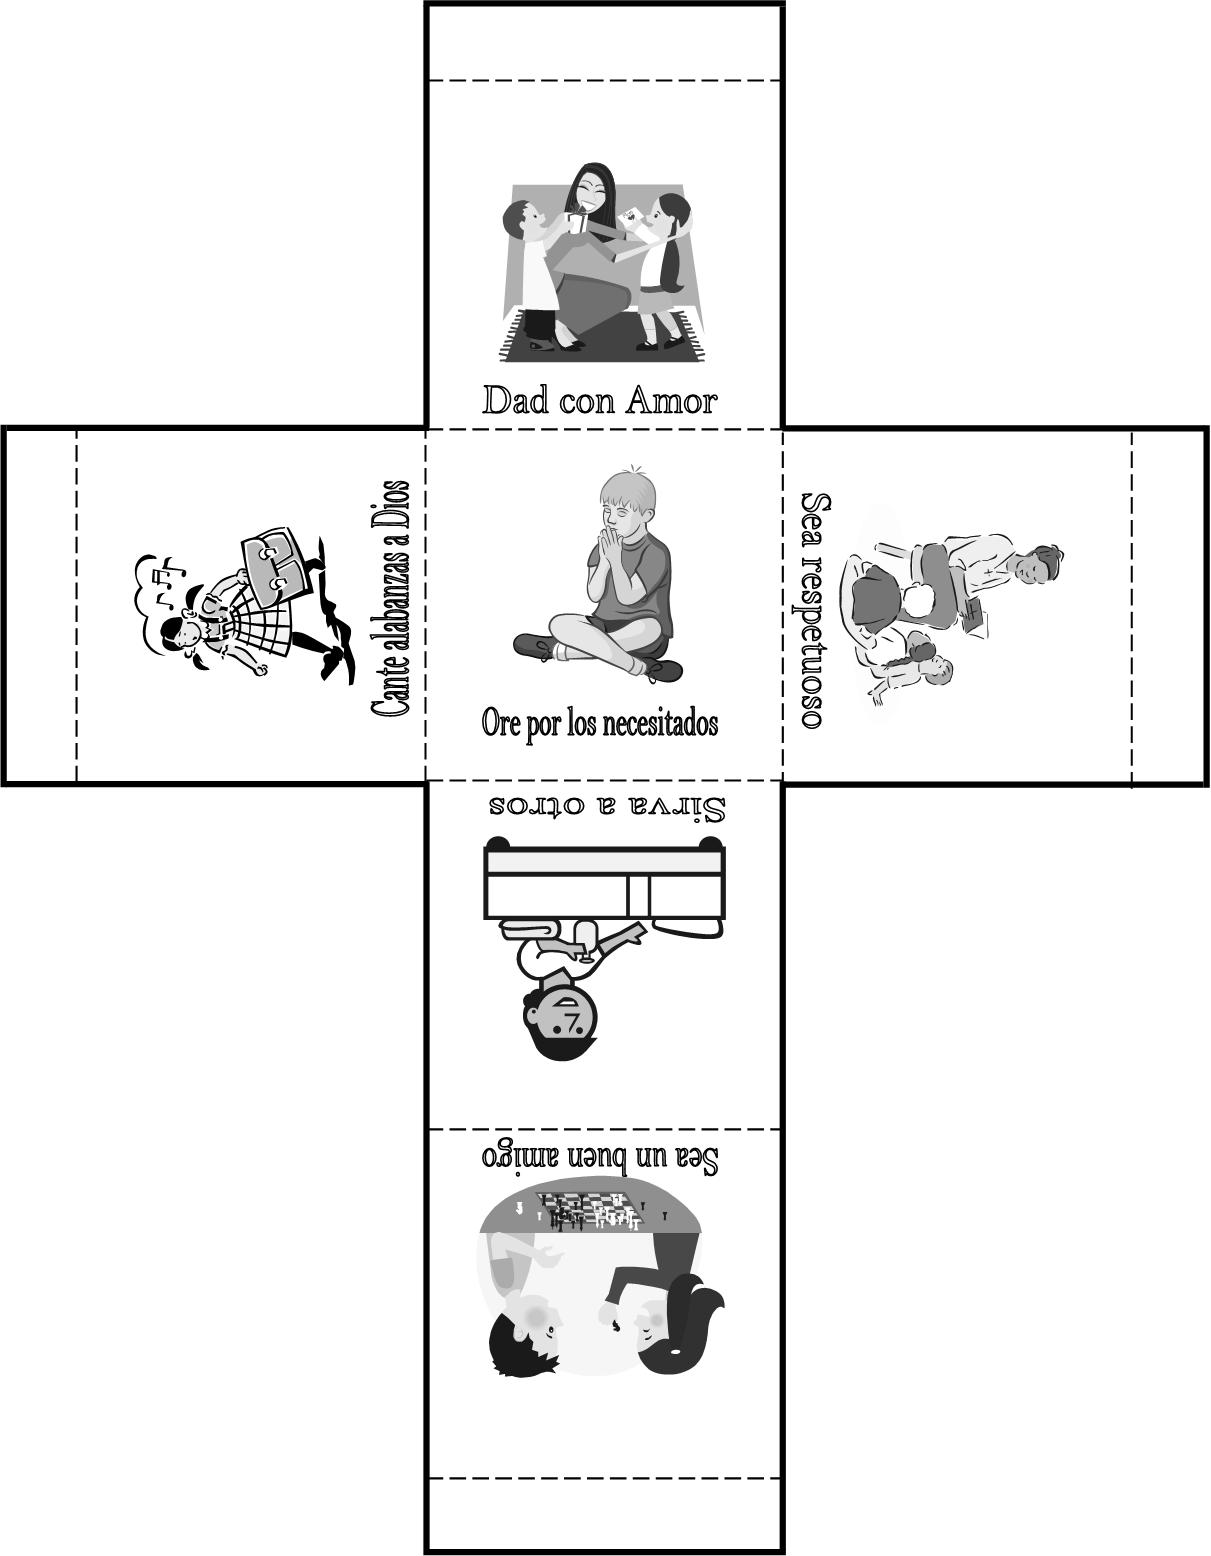 Dad con Amor
Cante alabanzas a Dios
Ore por los necesitados
Sea respetuoso
Sirva a otros
Sea un buen amigo